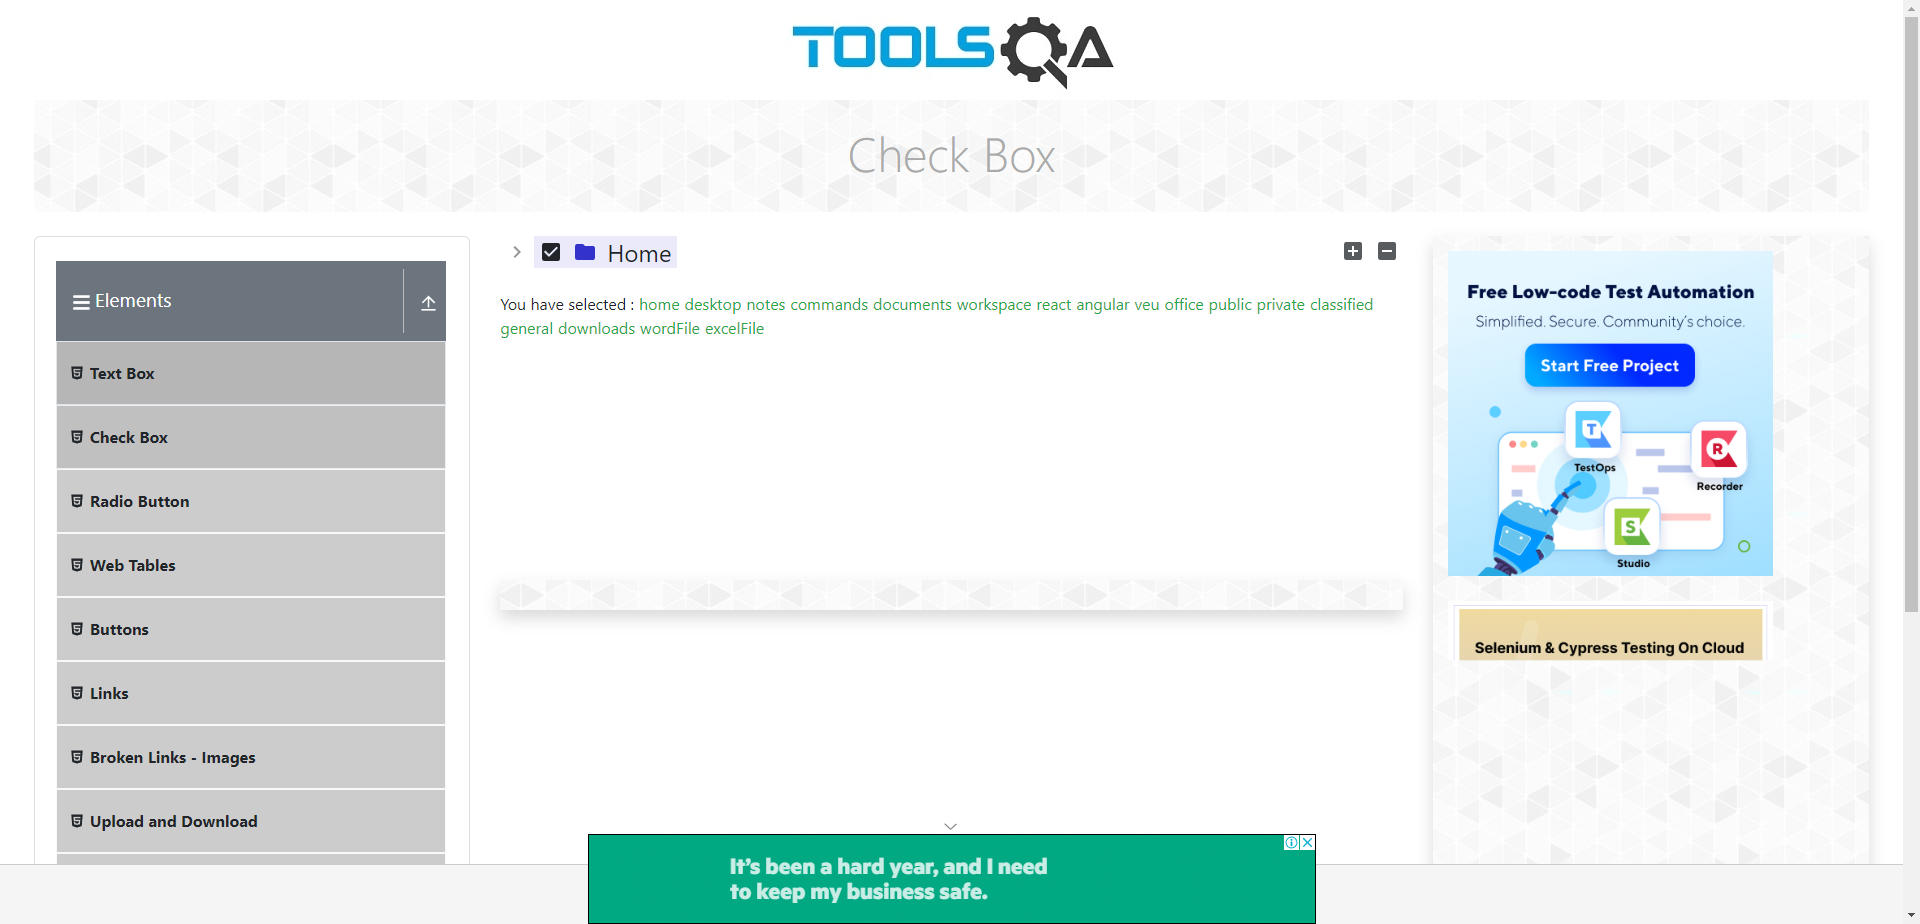 TOOLSQA
Check Box
Elements
Text Box
Check Box
Radio Button
Web Tables
Buttons
Links
Broken Links - Images
Upload and Download
Home
You have selected : home desktop notes commands documents workspace react angular veu office public private classified
general downloads wordFile excelFile
Free Low-code Test Automation
Simplified. Secure. Community's choice.
Start Free Project
T
TestOps
R
Recorder
S
Studio
Selenium & Cypress Testing On Cloud
It's been a hard year, and I need
to keep my business safe.